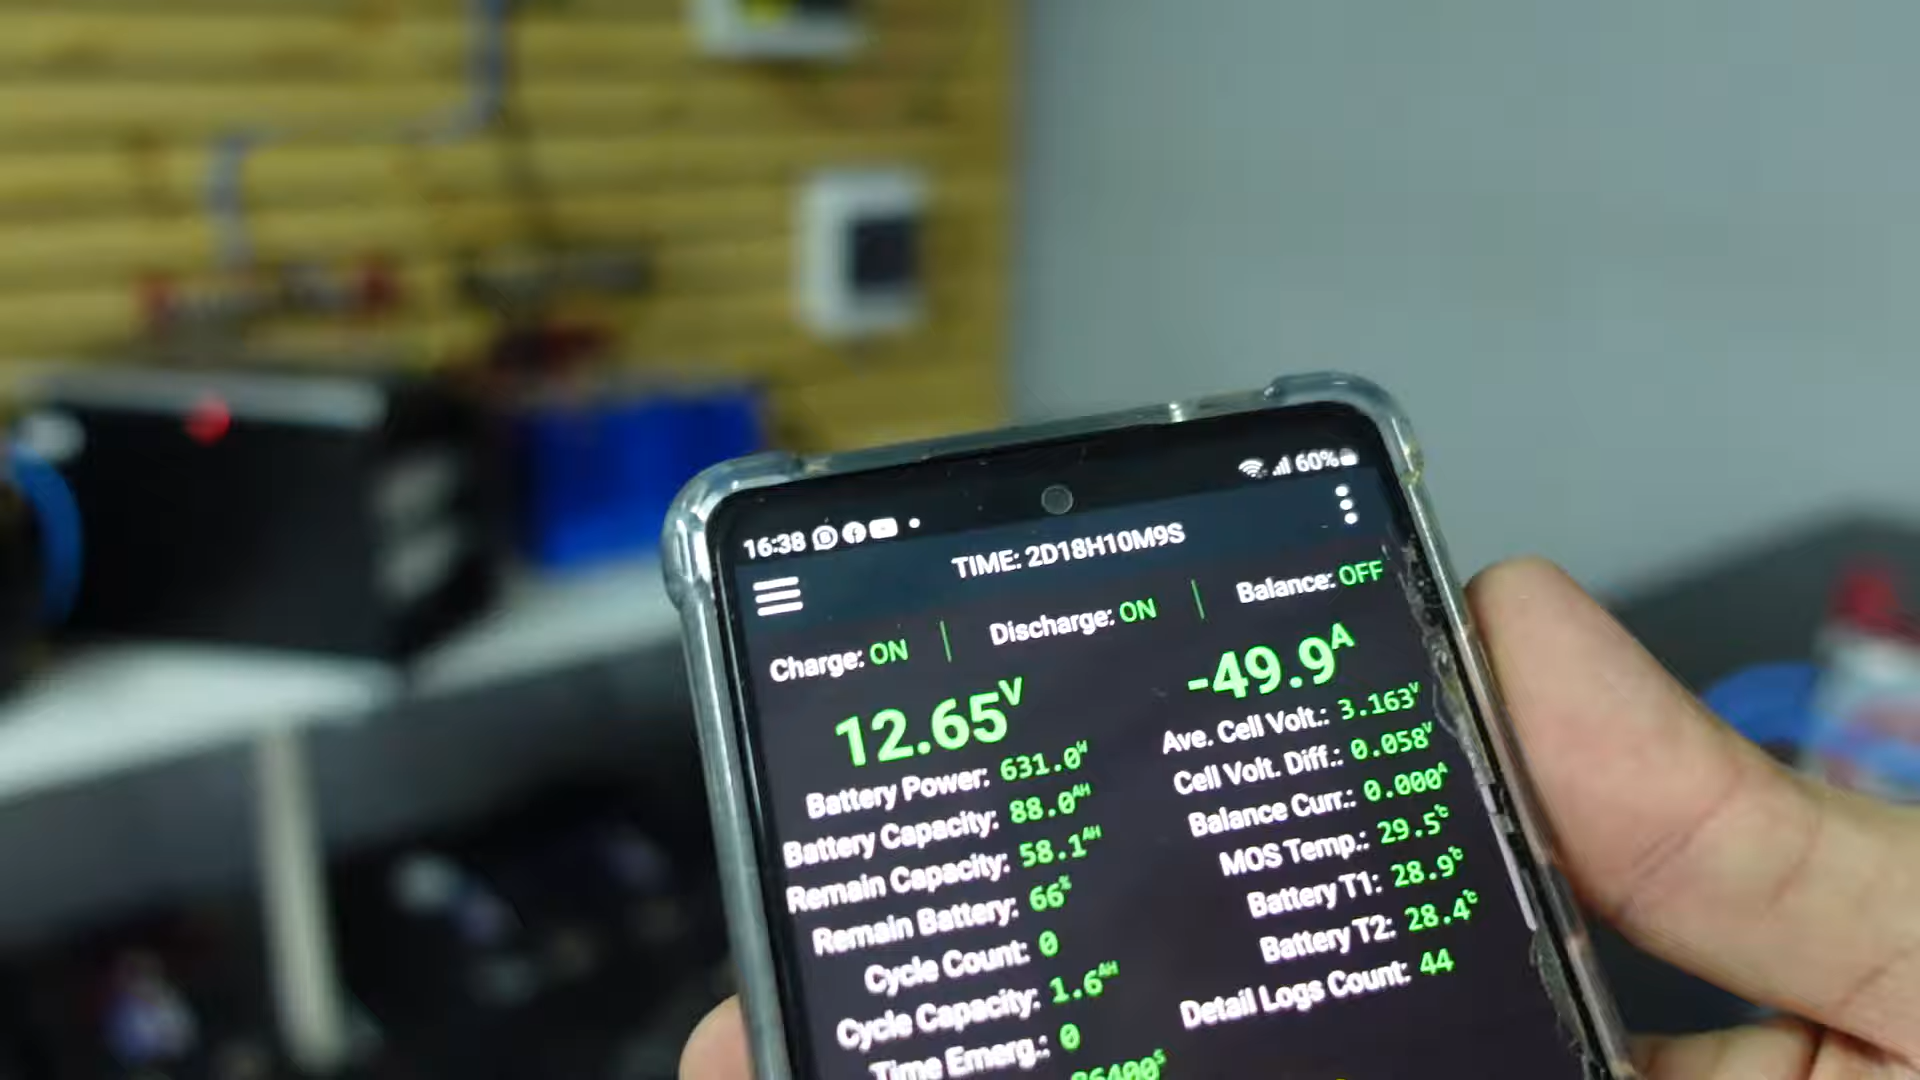 16:38 60%
TIME: 2D18H10M9S
Charge: ON Discharge: ON Balance: OFF
12.65V -49.9A
Battery Power: 631.0W
Battery Capacity: 88.0AH
Remain Capacity: 58.1AH
Remain Battery: 66%
Cycle Count: 0
Cycle Capacity: 1.6AH
Time Emerg.: 0
86400S
Ave. Cell Volt.: 3.163V
Cell Volt. Diff.: 0.058V
Balance Curr.: 0.000A
MOS Temp.: 29.5℃
Battery T1: 28.9℃
Battery T2: 28.4℃
Detail Logs Count: 44